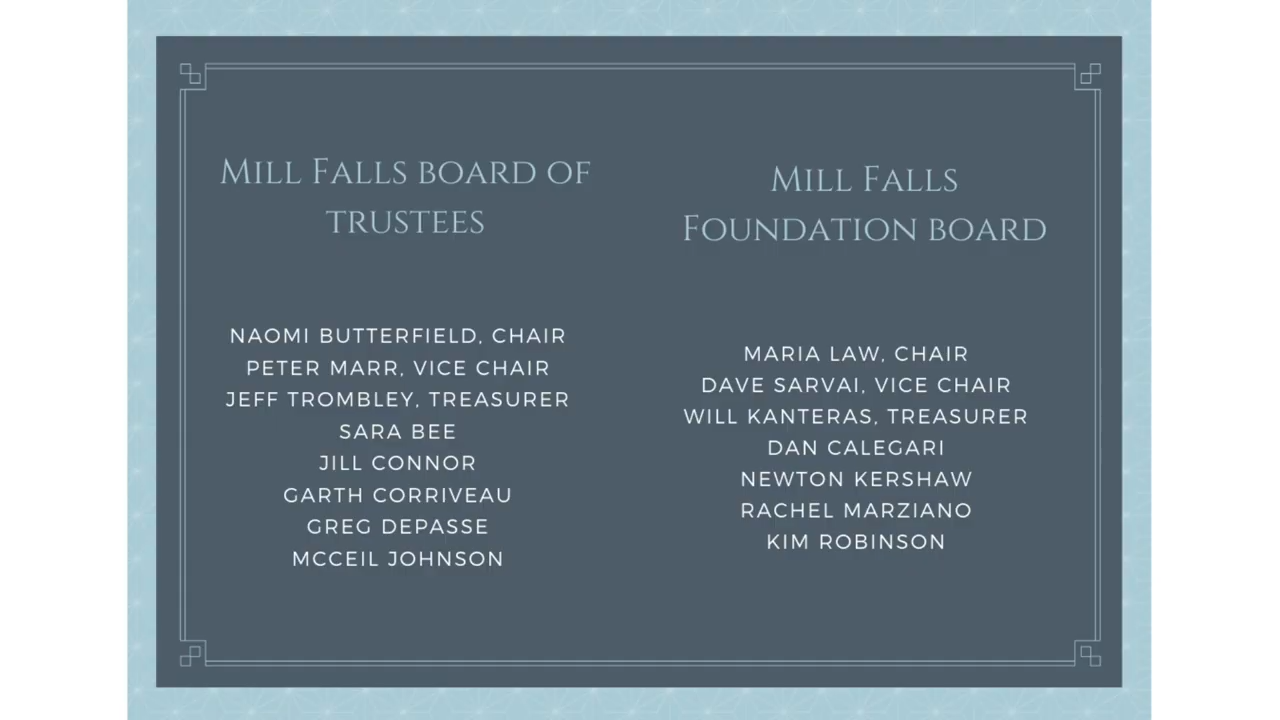 Mill Falls board of
trustees
NAOMI BUTTERFIELD, CHAIR
PETER MARR, VICE CHAIR
JEFF TROMBLEY, TREASURER
SARA BEE
JILL CONNOR
GARTH CORRIVEAU
GREG DEPASSE
MCCEIL JOHNSON
Mill Falls
Foundation board
MARIA LAW, CHAIR
DAVE SARVAI, VICE CHAIR
WILL KANTERAS, TREASURER
DAN CALEGARI
NEWTON KERSHAW
RACHEL MARZIANO
KIM ROBINSON